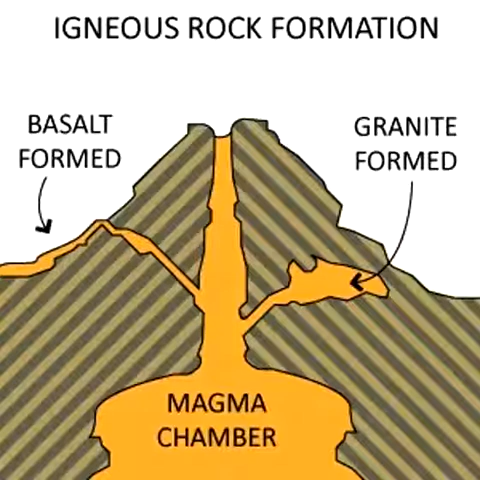 IGNEOUS ROCK FORMATION
BASALT
FORMED
GRANITE
FORMED
MAGMA
CHAMBER